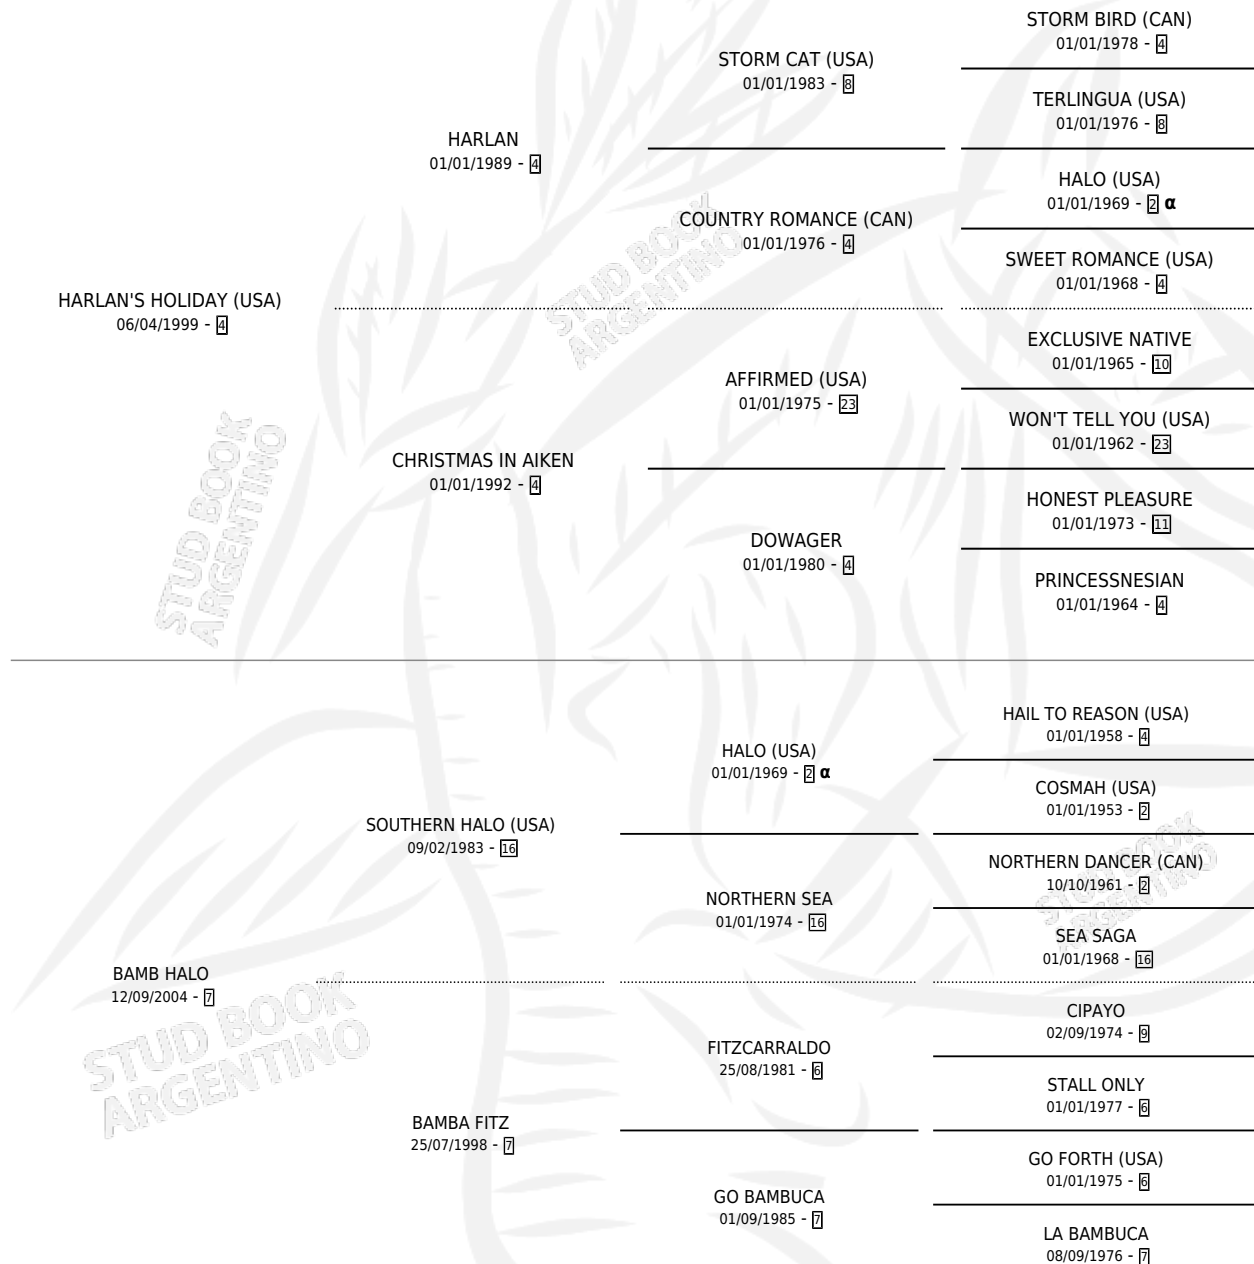 STORM BIRD (CAN)
01/01/1978 - 4
STORM CAT (USA)
01/01/1983 - 8
TERLINGUA (USA)
01/01/1976 - 8
HARLAN
01/01/1989 - 4
HALO (USA)
01/01/1969 - 2 α
COUNTRY ROMANCE (CAN)
01/01/1976 - 4
SWEET ROMANCE (USA)
01/01/1968 - 4
HARLAN'S HOLIDAY (USA)
06/04/1999 - 4
EXCLUSIVE NATIVE
01/01/1965 - 10
AFFIRMED (USA)
01/01/1975 - 23
WON'T TELL YOU (USA)
01/01/1962 - 23
CHRISTMAS IN AIKEN
01/01/1992 - 4
HONEST PLEASURE
01/01/1973 - 11
DOWAGER
01/01/1980 - 4
PRINCESSNESIAN
01/01/1964 - 4
HAIL TO REASON (USA)
01/01/1958 - 4
HALO (USA)
01/01/1969 - 2 α
COSMAH (USA)
01/01/1953 - 2
SOUTHERN HALO (USA)
09/02/1983 - 16
NORTHERN DANCER (CAN)
10/10/1961 - 2
NORTHERN SEA
01/01/1974 - 16
SEA SAGA
01/01/1968 - 16
BAMB HALO
12/09/2004 - 7
CIPAYO
02/09/1974 - 9
FITZCARRALDO
25/08/1981 - 6
STALL ONLY
01/01/1977 - 6
BAMBA FITZ
25/07/1998 - 7
GO FORTH (USA)
01/01/1975 - 6
GO BAMBUCA
01/09/1985 - 7
LA BAMBUCA
08/09/1976 - 7
STUD BOOK
ARGENTINO
STUD BOOK
ARGENTINO
STUD BOOK
ARGENTINO
STUD BOOK
ARGENTINO